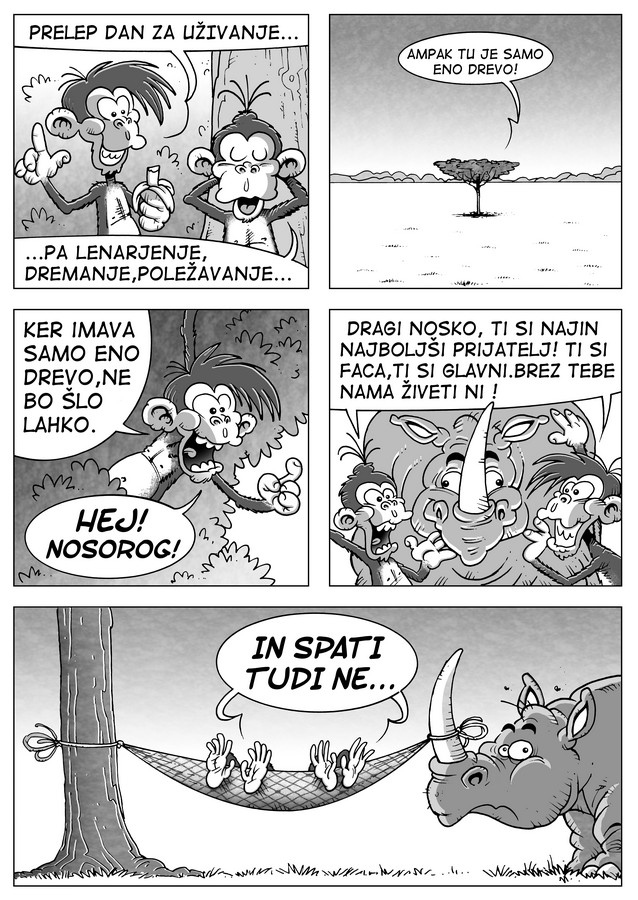 PRELEP DAN ZA UŽIVANJE...
...PA LENARJENJE,
DREMANJE,POLEŽAVANJE...
AMPAK TU JE SAMO
ENO DREVO!
KER IMAVA
SAMO ENO
DREVO,NE
BO ŠLO
LAHKO.
HEJ!
NOSOROG!
DRAGI NOSKO, TI SI NAJIN
NAJBOLJŠI PRIJATELJ! TI SI
FACA,TI SI GLAVNI.BREZ TEBE
NAMA ŽIVETI NI !
IN SPATI
TUDI NE...